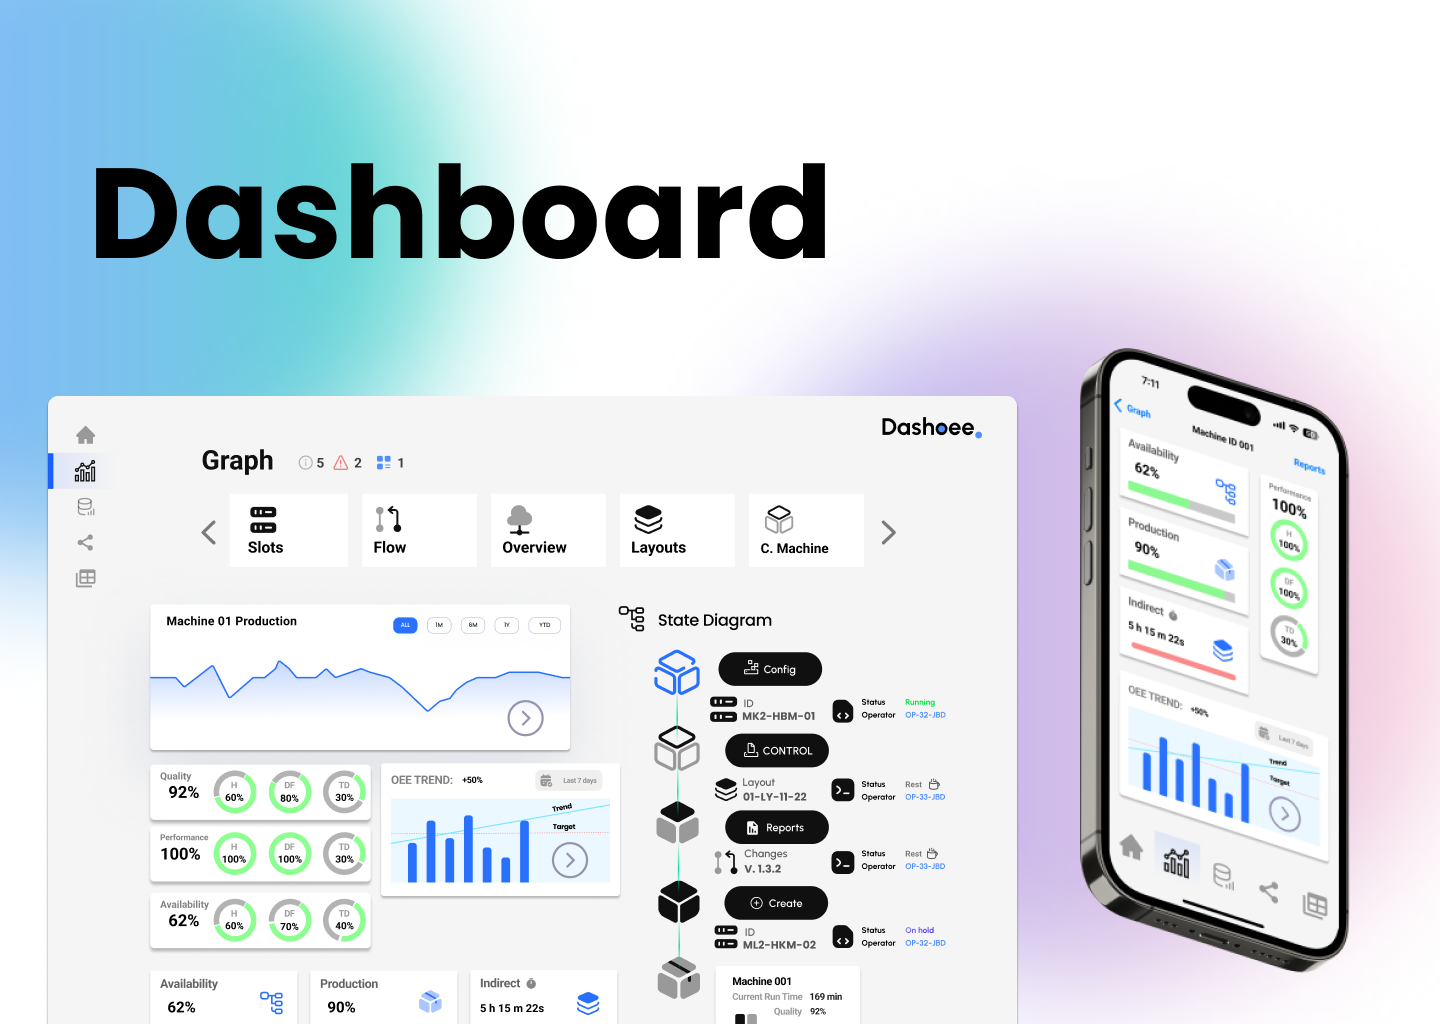 Dashboard
Dashoee.
Graph
5
2
1
Slots
Flow
Overview
Layouts
C. Machine
Machine 01 Production
ALL
1M
6M
1Y
YTD
Quality
92%
H
60%
DF
80%
TD
30%
Performance
100%
H
100%
DF
100%
TD
30%
Availability
62%
H
60%
DF
70%
TD
40%
OEE TREND: +50%
Last 7 days
Trend
Target
Availability
62%
Production
90%
Indirect
5 h 15 m 22s
State Diagram
Config
ID
MK2-HBM-01
Status Running
Operator OP-32-JBD
CONTROL
Layout
01-LY-11-22
Status Rest
Operator OP-33-JBD
Reports
Changes
V. 1.3.2
Status Rest
Operator OP-33-JBD
Create
ID
ML2-HKM-02
Status On hold
Operator OP-32-JBD
Machine 001
Current Run Time 169 min
Quality 92%
7:11
Graph
Machine ID 001
Reports
Availability
62%
Production
90%
Indirect
5 h 15 m 22s
Performance
100%
H
100%
DF
100%
TD
30%
OEE TREND: +50%
Last 7 days
Trend
Target